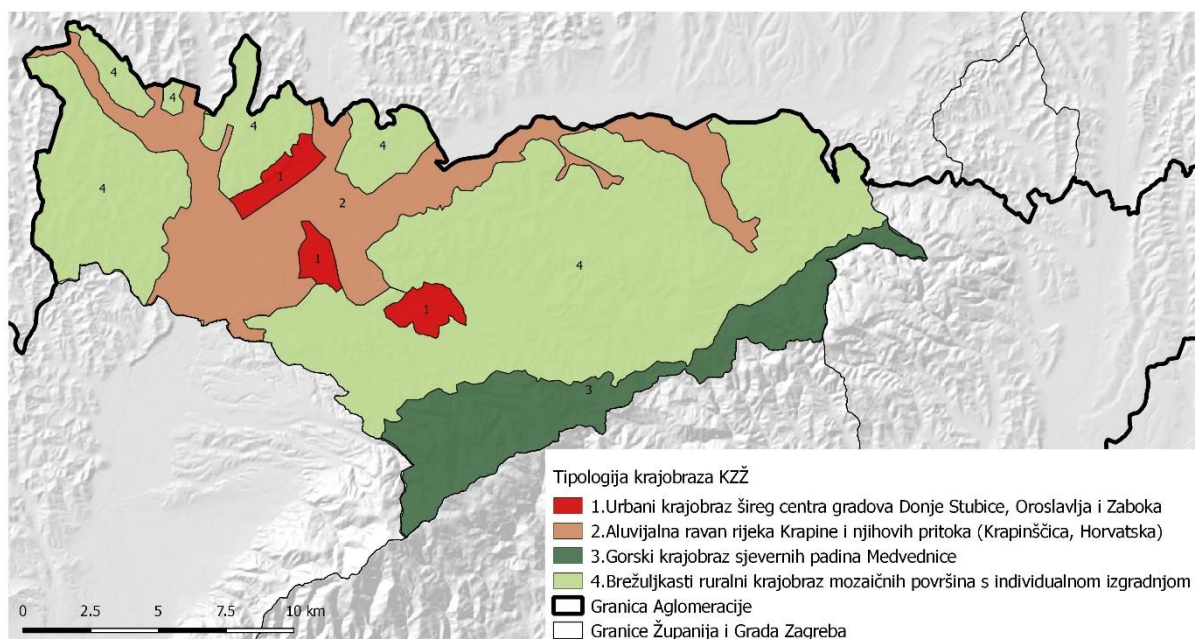 4
4
4
4
1
4
2
1
4
1
3
Tipologija krajobraza KZŽ
1.Urbani krajobraz šireg centra gradova Donje Stubice, Oroslavlja i Zaboka
2.Aluvijalna ravan rijeka Krapine i njihovih pritoka (Krapinščica, Horvatska)
3.Gorski krajobraz sjevernih padina Medvednice
4.Brežuljkasti ruralni krajobraz mozaičnih površina s individualnom izgradnjom
Granica Aglomeracije
Granice Županija i Grada Zagreba
0 2.5 5 7.5 10 km